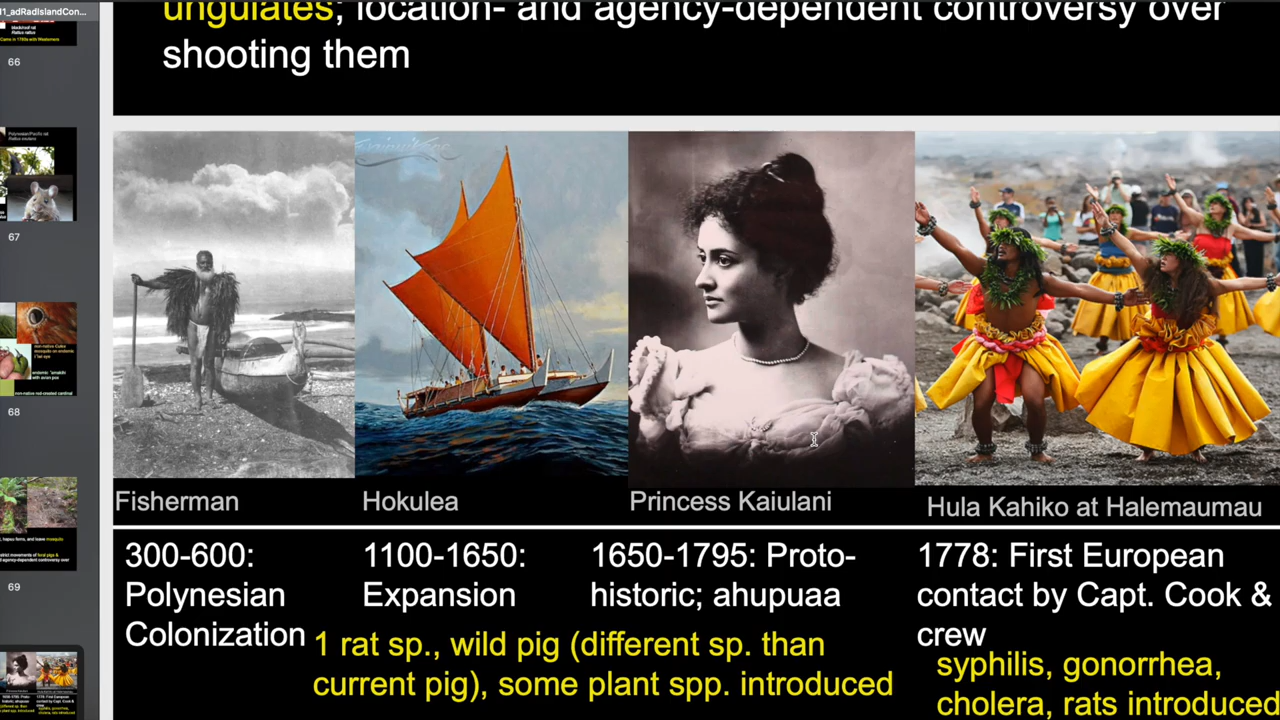 ungulates; location- and agency-dependent controversy over
shooting them
Fisherman
Hokulea
Princess Kaiulani
Hula Kahiko at Halemaumau
300-600:
Polynesian
Colonization
1100-1650:
Expansion
1650-1795: Proto-
historic; ahupuaa
1778: First European
contact by Capt. Cook &
crew
1 rat sp., wild pig (different sp. than
current pig), some plant spp. introduced
syphilis, gonorrhea,
cholera, rats introduced
1_adRadIslandCon...
66
67
68
69